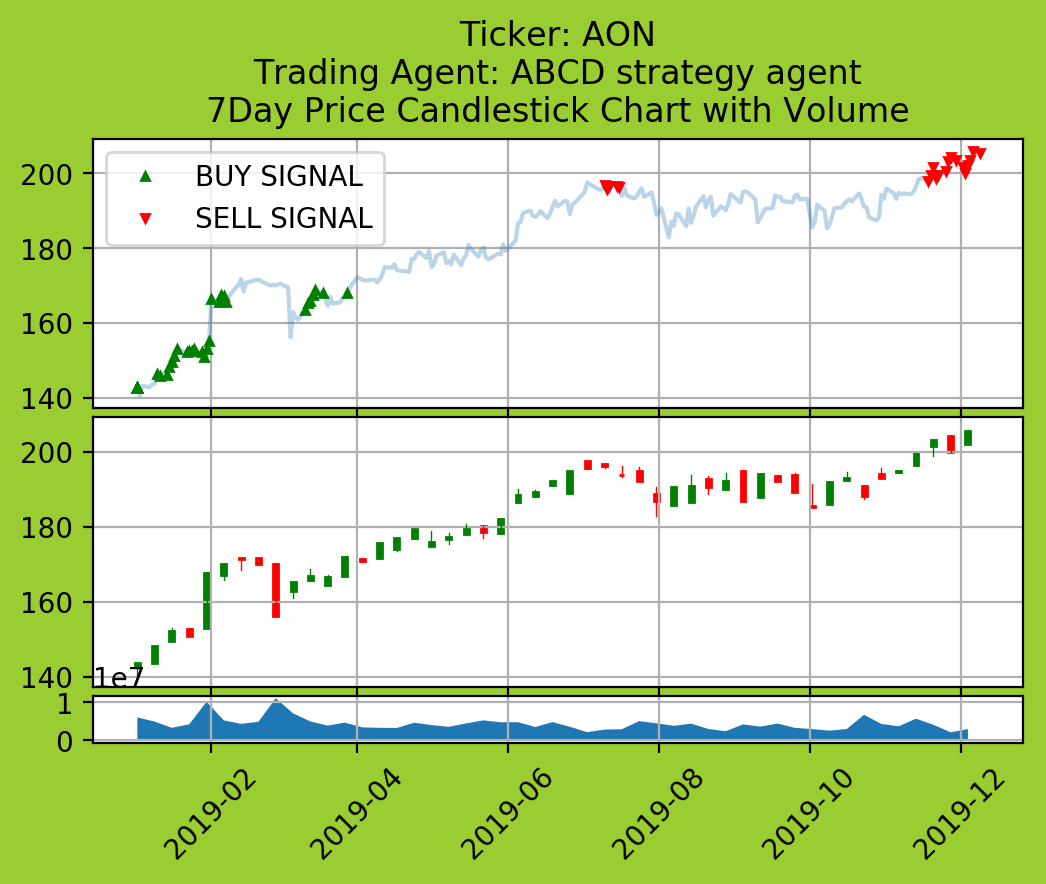 Ticker: AON
Trading Agent: ABCD strategy agent
7Day Price Candlestick Chart with Volume
200
180
160
140
BUY SIGNAL
SELL SIGNAL
200
180
160
140
1e7
1
0
2019-02
2019-04
2019-06
2019-08
2019-10
2019-12